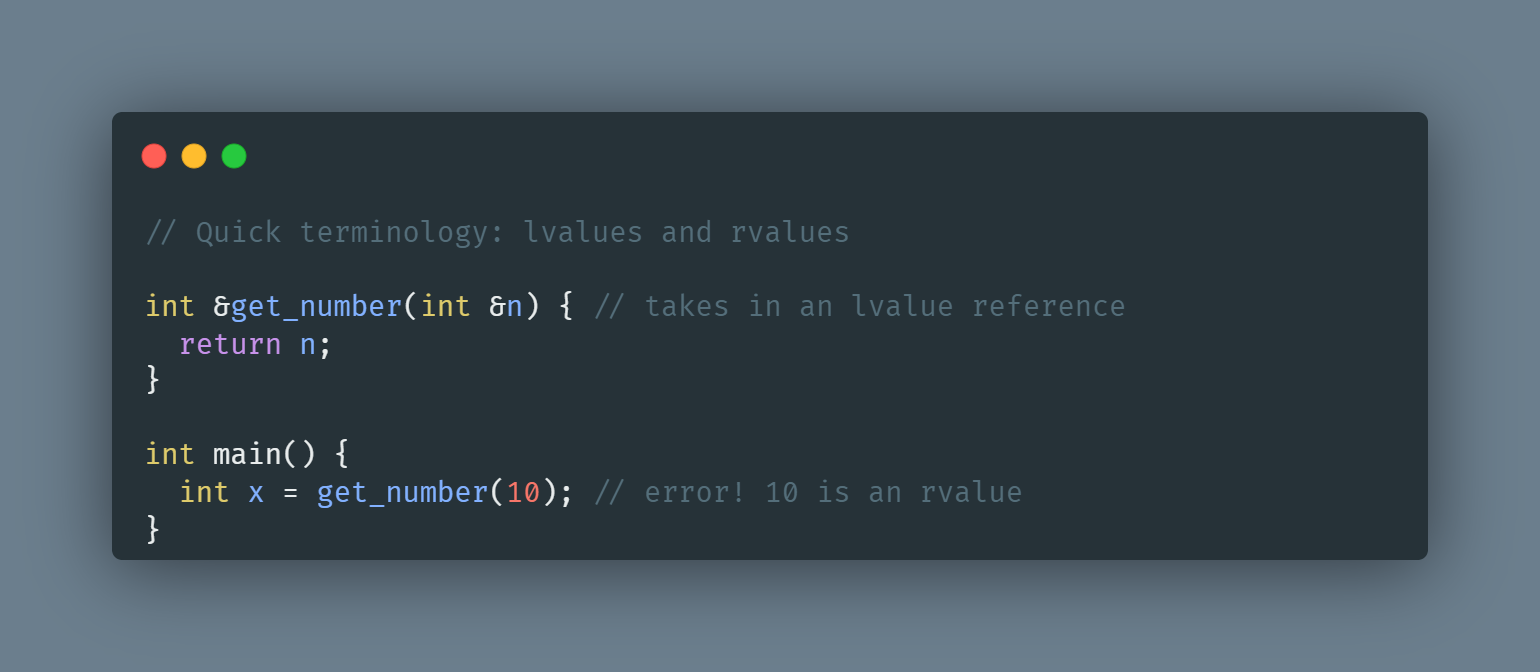 // Quick terminology: lvalues and rvalues
int &get_number(int &n) { // takes in an lvalue reference
  return n;
}
int main() {
  int x = get_number(10); // error! 10 is an rvalue
}